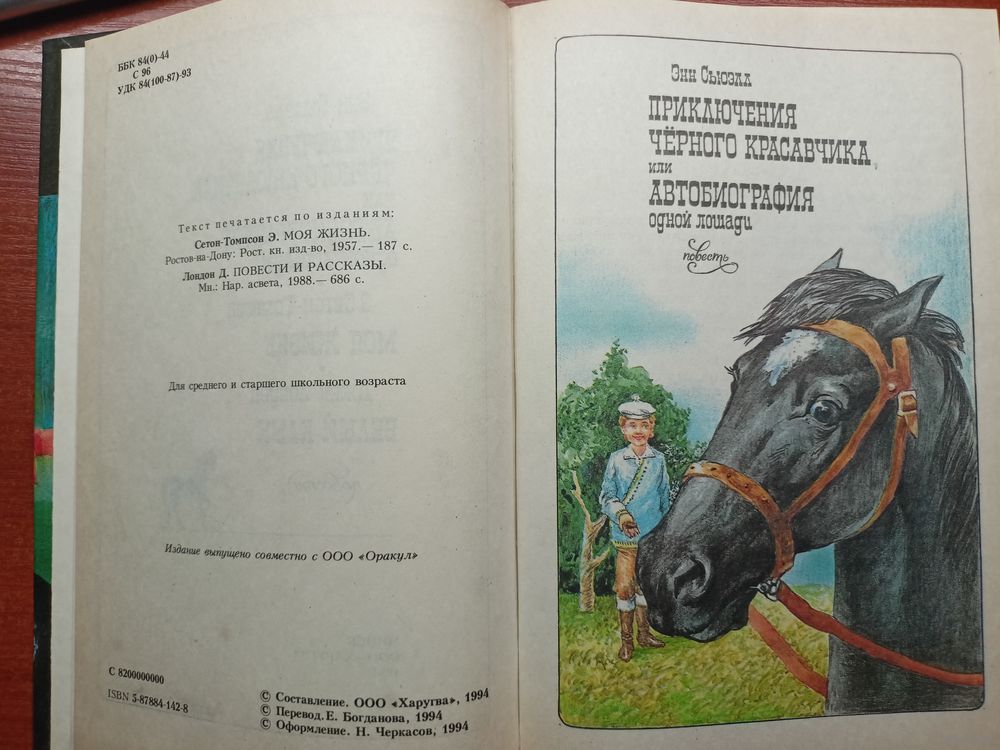 ББК 84(0)-44
С 96
УДК 84(100-87)-93
Текст печатается по изданиям:
Сетон-Томпсон Э. МОЯ ЖИЗНЬ.
Ростов-на-Дону: Рост. кн. изд-во, 1957.— 187 с.
Лондон Д. ПОВЕСТИ И РАССКАЗЫ.
Мн.: Нар. асвета, 1988.— 686 с.
Для среднего и старшего школьного возраста
Издание выпущено совместно с ООО «Оракул»
С 8200000000
ISBN 5-87884-142-8
© Составление. ООО «Харугва», 1994
© Перевод. Е. Богданова, 1994
© Оформление. Н. Черкасов, 1994
Энн Сьюэлл
ПРИКЛЮЧЕНИЯ
ЧЁРНОГО КРАСАВЧИКА,
или
АВТОБИОГРАФИЯ
одной лошади
повесть